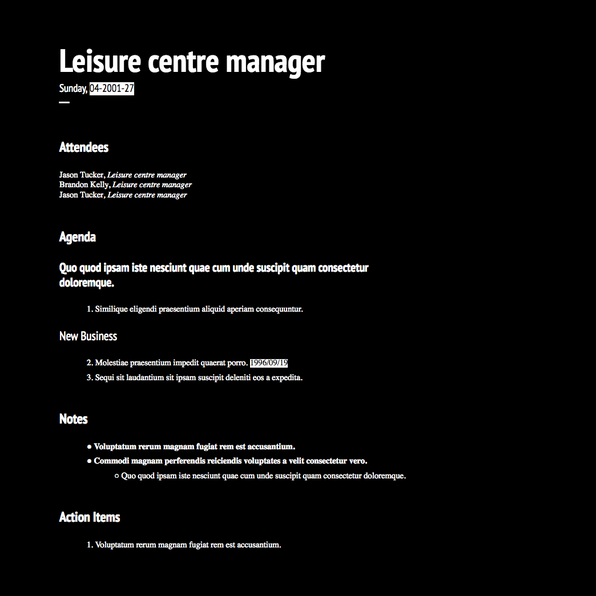 Leisure centre manager
Sunday, 04-2001-27
Attendees
Jason Tucker, Leisure centre manager
Brandon Kelly, Leisure centre manager
Jason Tucker, Leisure centre manager
Agenda
Quo quod ipsam iste nesciunt quae cum unde suscipit quam consectetur
doloremque.
1. Similique eligendi praesentium aliquid aperiam consequuntur.
New Business
2. Molestiae praesentium impedit quaerat porro. 1996/09/19
3. Sequi sit laudantium sit ipsam suscipit deleniti eos a expedita.
Notes
● Voluptatum rerum magnam fugiat rem est accusantium.
● Commodi magnam perferendis reiciendis voluptates a velit consectetur vero.
○ Quo quod ipsam iste nesciunt quae cum unde suscipit quam consectetur doloremque.
Action Items
1. Voluptatum rerum magnam fugiat rem est accusantium.